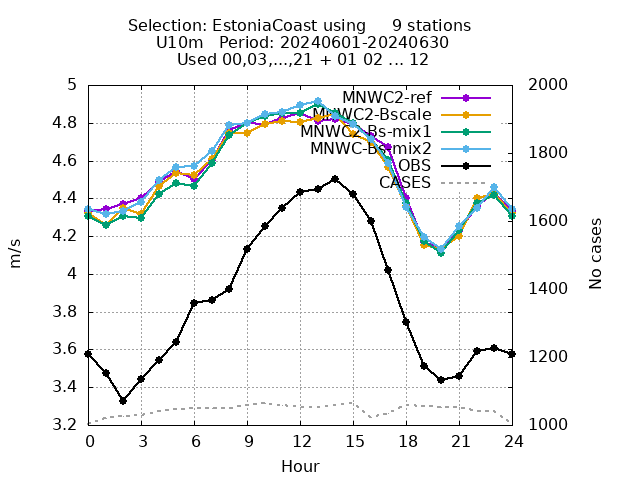 Selection: EstoniaCoast using 9 stations
U10m Period: 20240601-20240630
Used 00,03,...,21 + 01 02 ... 12
5
4.8
4.6
4.4
4.2
4
3.8
3.6
3.4
3.2
m/s
2000
1800
1600
1400
1200
1000
No cases
MNWC2-ref
MNWC2-Bscale
MNWC2-Bs-mix1
MNWC-Bs-mix2
OBS
CASES
0 3 6 9 12 15 18 21 24
Hour